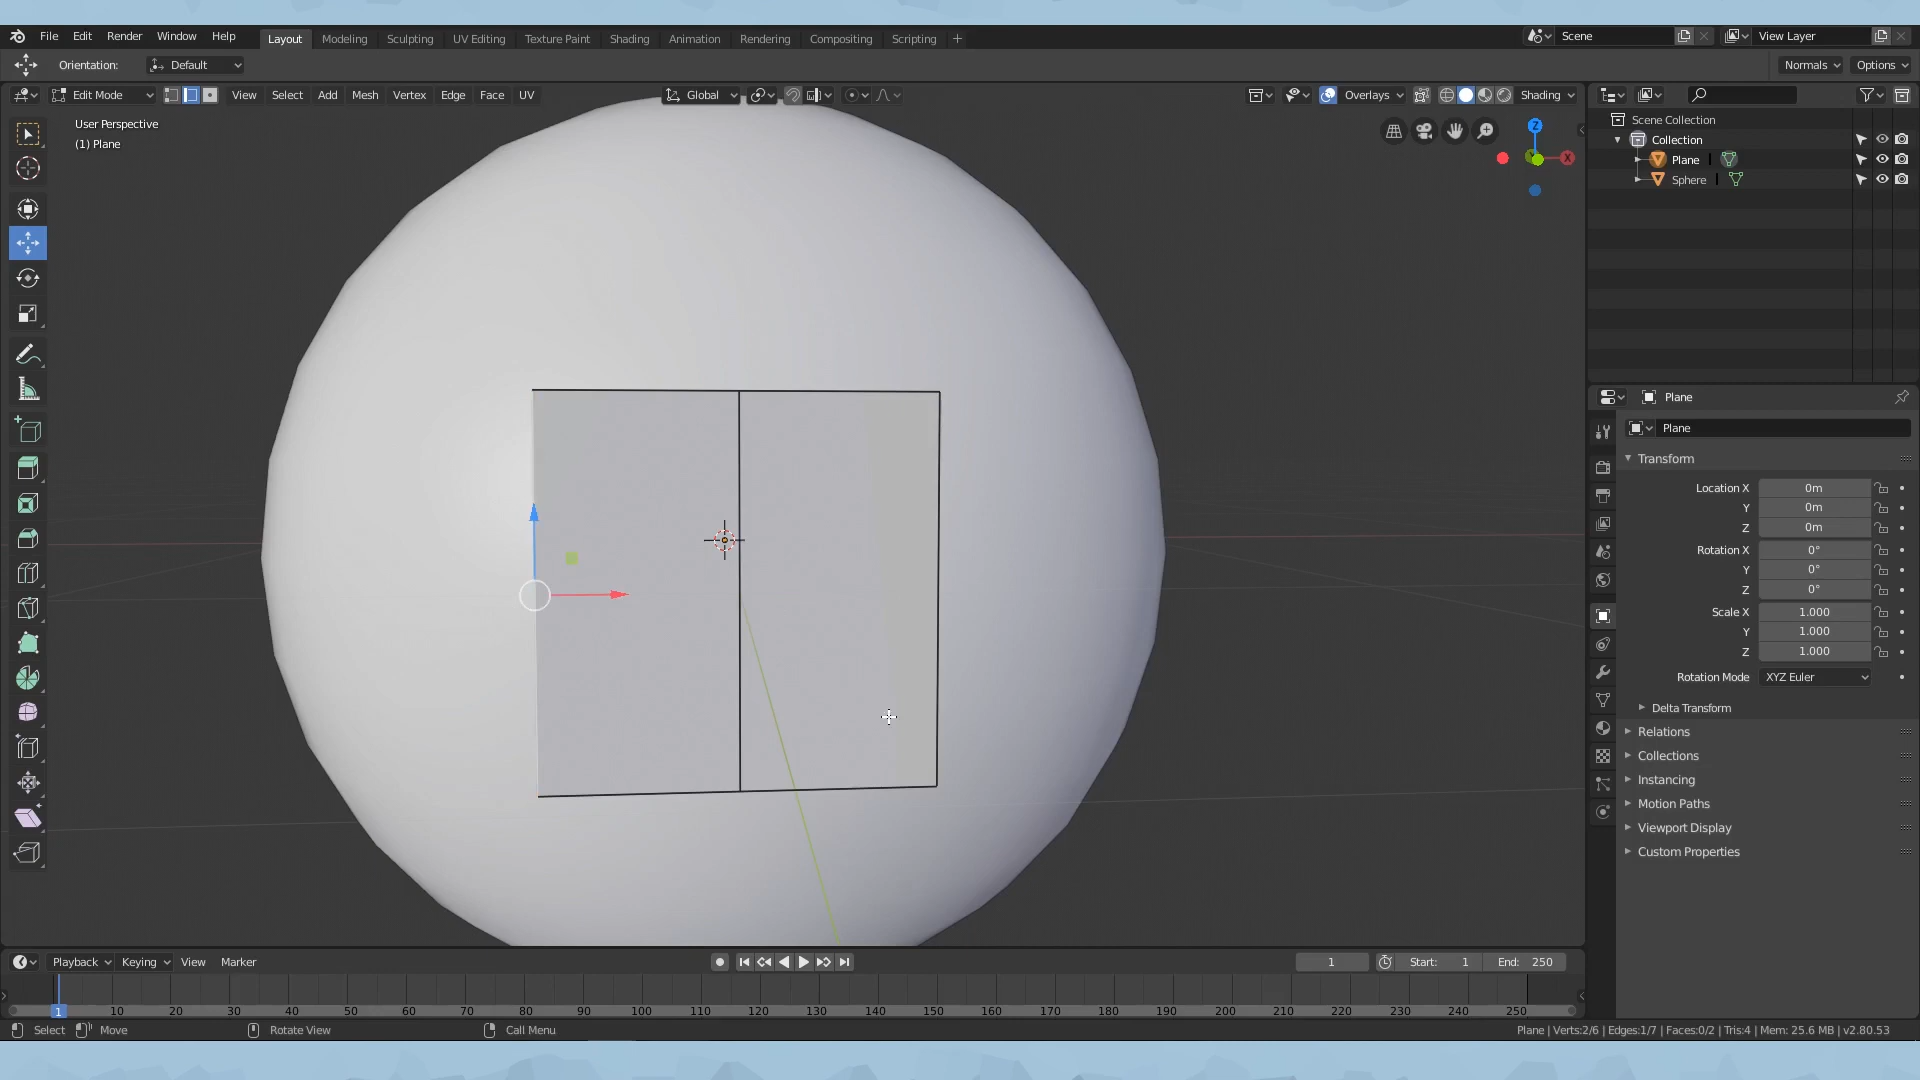 File Edit Render Window Help Layout Modeling Sculpting UV Editing Texture Paint Shading Animation Rendering Compositing Scripting + Scene View Layer
Orientation: Default Normals Options
Edit Mode View Select Add Mesh Vertex Edge Face UV Global Overlays Shading
User Perspective
(1) Plane
Z
X
Y
Scene Collection
Collection
Plane
Sphere
Plane
Plane
Transform
Location X 0m
Y 0m
Z 0m
Rotation X 0°
Y 0°
Z 0°
Scale X 1.000
Y 1.000
Z 1.000
Rotation Mode XYZ Euler
Delta Transform
Relations
Collections
Instancing
Motion Paths
Viewport Display
Custom Properties
Playback Keying View Marker 1 Start: 1 End: 250
1 10 20 30 40 50 60 70 80 90 100 110 120 130 140 150 160 170 180 190 200 210 220 230 240 250
Select Move Rotate View Call Menu Plane | Verts:2/6 | Edges:1/7 | Faces:0/2 | Tris:4 | Mem: 25.6 MB | v2.80.53